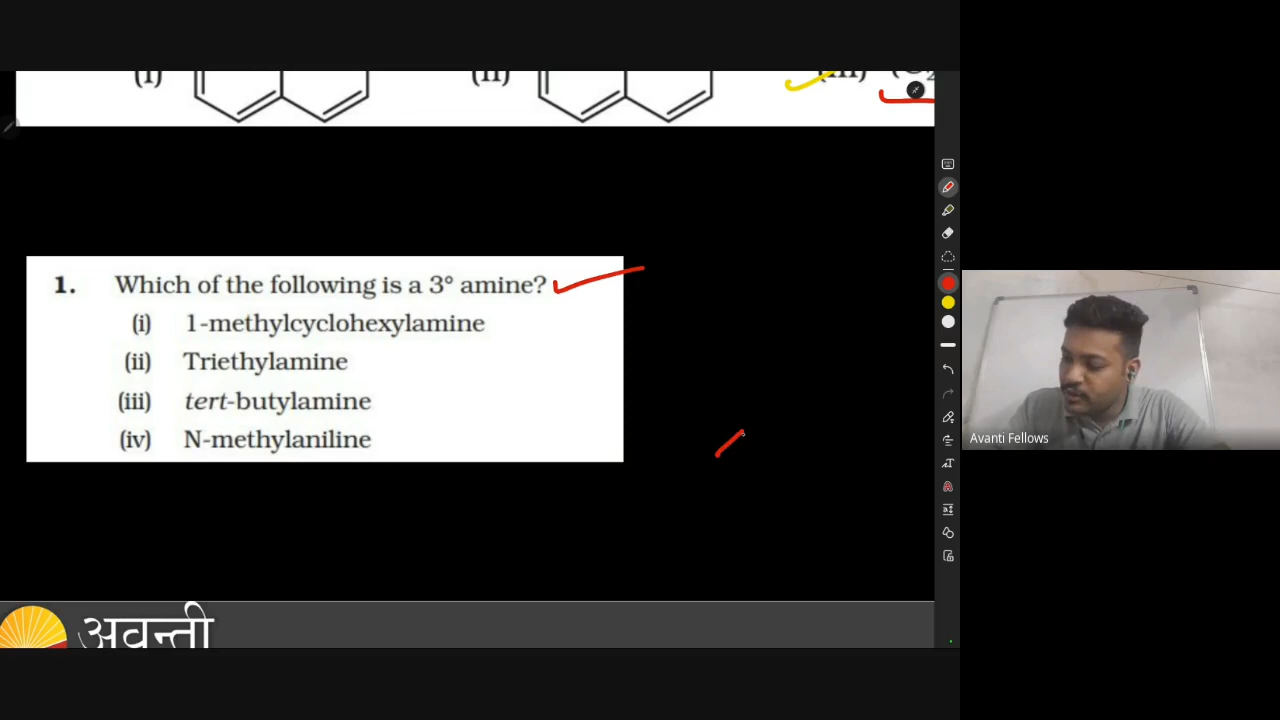 (i) (ii) (iii)
1. Which of the following is a 3° amine?
(i) 1-methylcyclohexylamine
(ii) Triethylamine
(iii) tert-butylamine
(iv) N-methylaniline
Avanti Fellows
अवन्ती